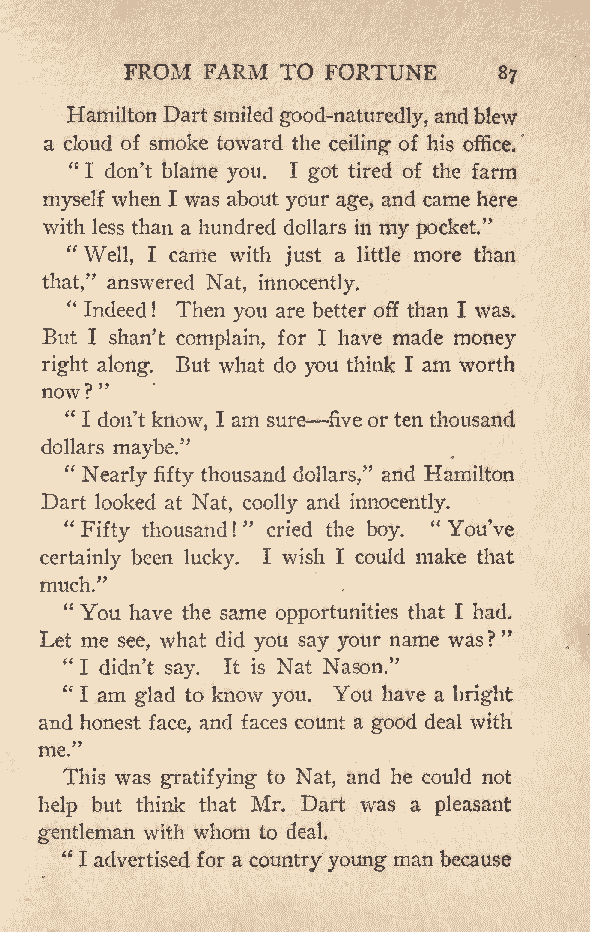 FROM FARM TO FORTUNE 87
Hamilton Dart smiled good-naturedly, and blew
a cloud of smoke toward the ceiling of his office.
“ I don’t blame you. I got tired of the farm
myself when I was about your age, and came here
with less than a hundred dollars in my pocket.”
“ Well, I came with just a little more than
that,” answered Nat, innocently.
“ Indeed! Then you are better off than I was.
But I shan’t complain, for I have made money
right along. But what do you think I am worth
now? ”
“ I don’t know, I am sure—five or ten thousand
dollars maybe.”
“ Nearly fifty thousand dollars,” and Hamilton
Dart looked at Nat, coolly and innocently.
“ Fifty thousand! ” cried the boy. “ You’ve
certainly been lucky. I wish I could make that
much.”
“ You have the same opportunities that I had.
Let me see, what did you say your name was? ”
“ I didn’t say. It is Nat Nason.”
“ I am glad to know you. You have a bright
and honest face, and faces count a good deal with
me.”
This was gratifying to Nat, and he could not
help but think that Mr. Dart was a pleasant
gentleman with whom to deal.
“ I advertised for a country young man because